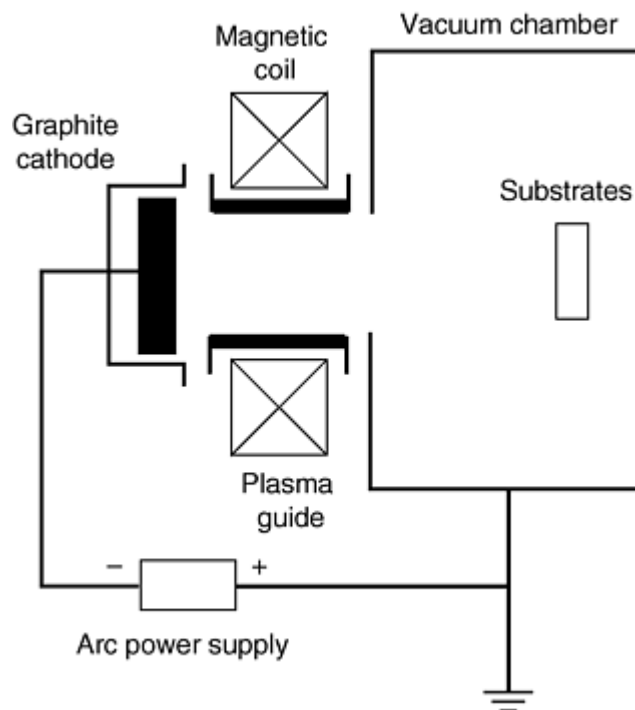 Magnetic
coil
Vacuum chamber
Graphite
cathode
Substrates
Plasma
guide
− +
Arc power supply